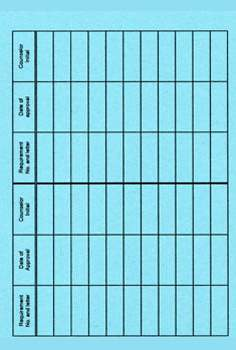 Requirement
No. and letter
Date of
Approval
Counselor
Initial
Requirement
No. and letter
Date of
approval
Counselor
Initial